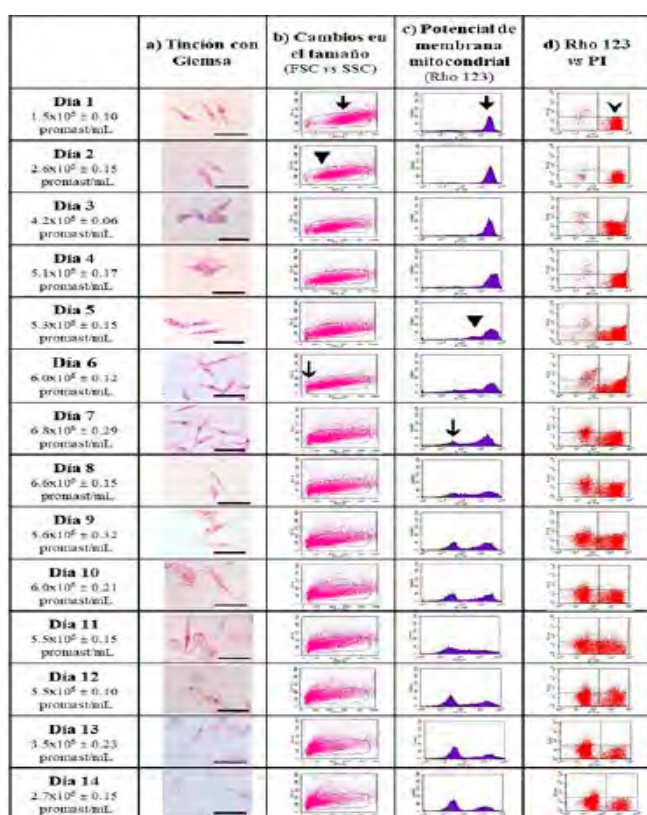 a) Tinción con
Giemsa
b) Cambios en
el tamaño
(FSC vs SSC)
c) Potencial de
membrana
mitocondrial
(Rho 123)
d) Rho 123
vs PI
Día 1
1.5x10⁶ ± 0.10
promast/mL
Día 2
2.6x10⁶ ± 0.15
promast/mL
Día 3
4.2x10⁶ ± 0.06
promast/mL
Día 4
5.1x10⁶ ± 0.17
promast/mL
Día 5
5.3x10⁶ ± 0.15
promast/mL
Día 6
6.0x10⁶ ± 0.12
promast/mL
Día 7
6.8x10⁶ ± 0.29
promast/mL
Día 8
6.6x10⁶ ± 0.15
promast/mL
Día 9
5.6x10⁶ ± 0.32
promast/mL
Día 10
6.0x10⁶ ± 0.21
promast/mL
Día 11
5.5x10⁶ ± 0.15
promast/mL
Día 12
5.5x10⁶ ± 0.10
promast/mL
Día 13
3.5x10⁶ ± 0.23
promast/mL
Día 14
2.7x10⁶ ± 0.15
promast/mL